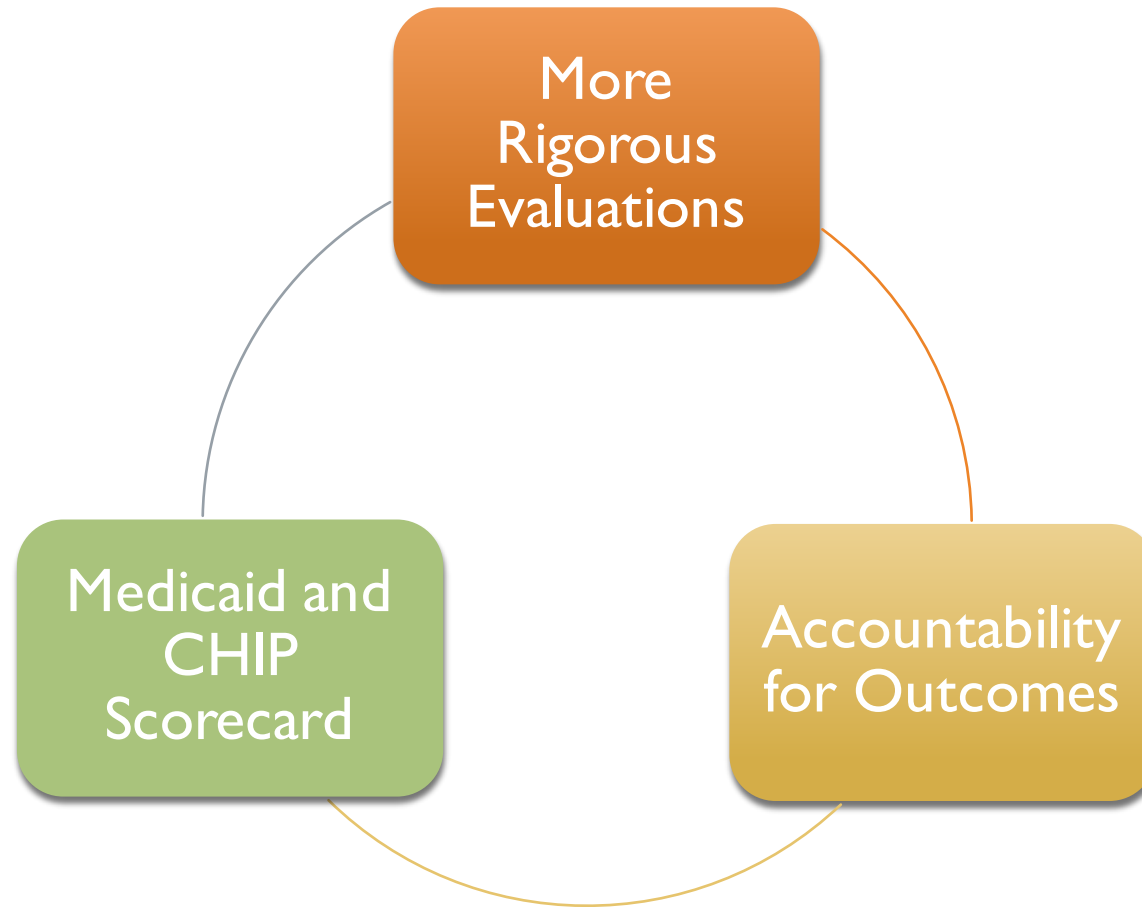 More
Rigorous
Evaluations
Medicaid and
CHIP
Scorecard
Accountability
for Outcomes